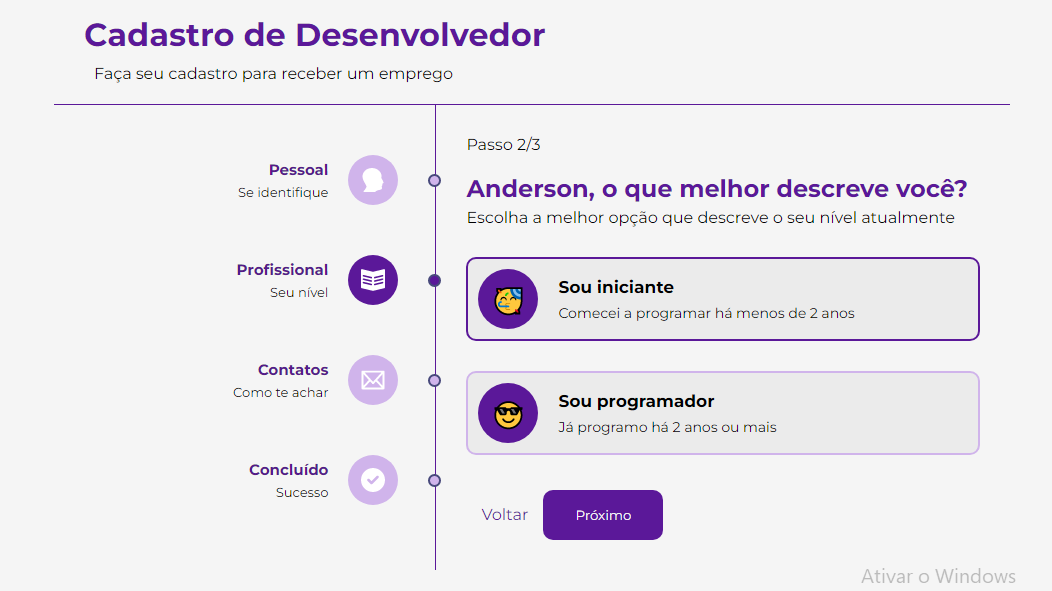 Cadastro de Desenvolvedor
Faça seu cadastro para receber um emprego
Pessoal
Se identifique
Profissional
Seu nível
Contatos
Como te achar
Concluído
Sucesso
Passo 2/3
Anderson, o que melhor descreve você?
Escolha a melhor opção que descreve o seu nível atualmente
Sou iniciante
Comecei a programar há menos de 2 anos
Sou programador
Já programo há 2 anos ou mais
Voltar
Próximo
Ativar o Windows